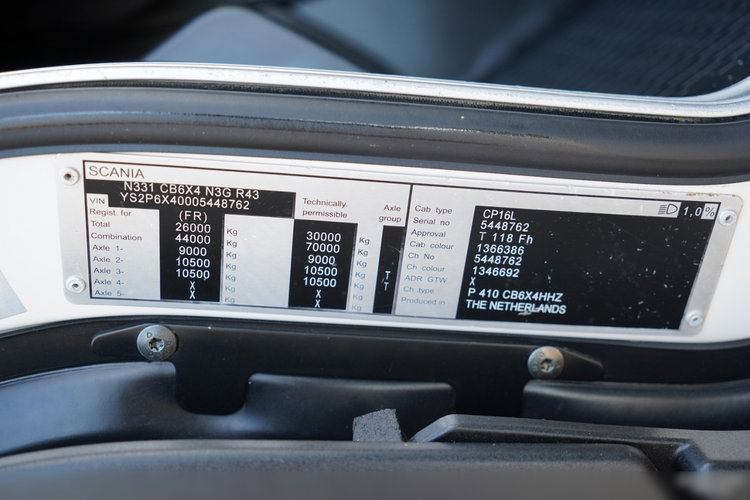 SCANIA
N331 CB6X4 N3G R43
VIN YS2P6X40005448762
Regist. for (FR) Technically permissible Axle group
Total 26000 Kg 30000 Kg
Combination 44000 Kg 70000 Kg
Axle 1- 9000 Kg 9000 Kg
Axle 2- 10500 Kg 10500 Kg T
Axle 3- 10500 Kg 10500 Kg T
Axle 4- X Kg X Kg
Axle 5- X Kg X Kg
1,0%
Cab type CP16L
Serial no 5448762
Approval T 118 Fh
Cab colour 1366386
Ch No 5448762
Ch colour 1346692
ADR GTW X
Ch .type P 410 CB6X4HHZ
Produced in THE NETHERLANDS